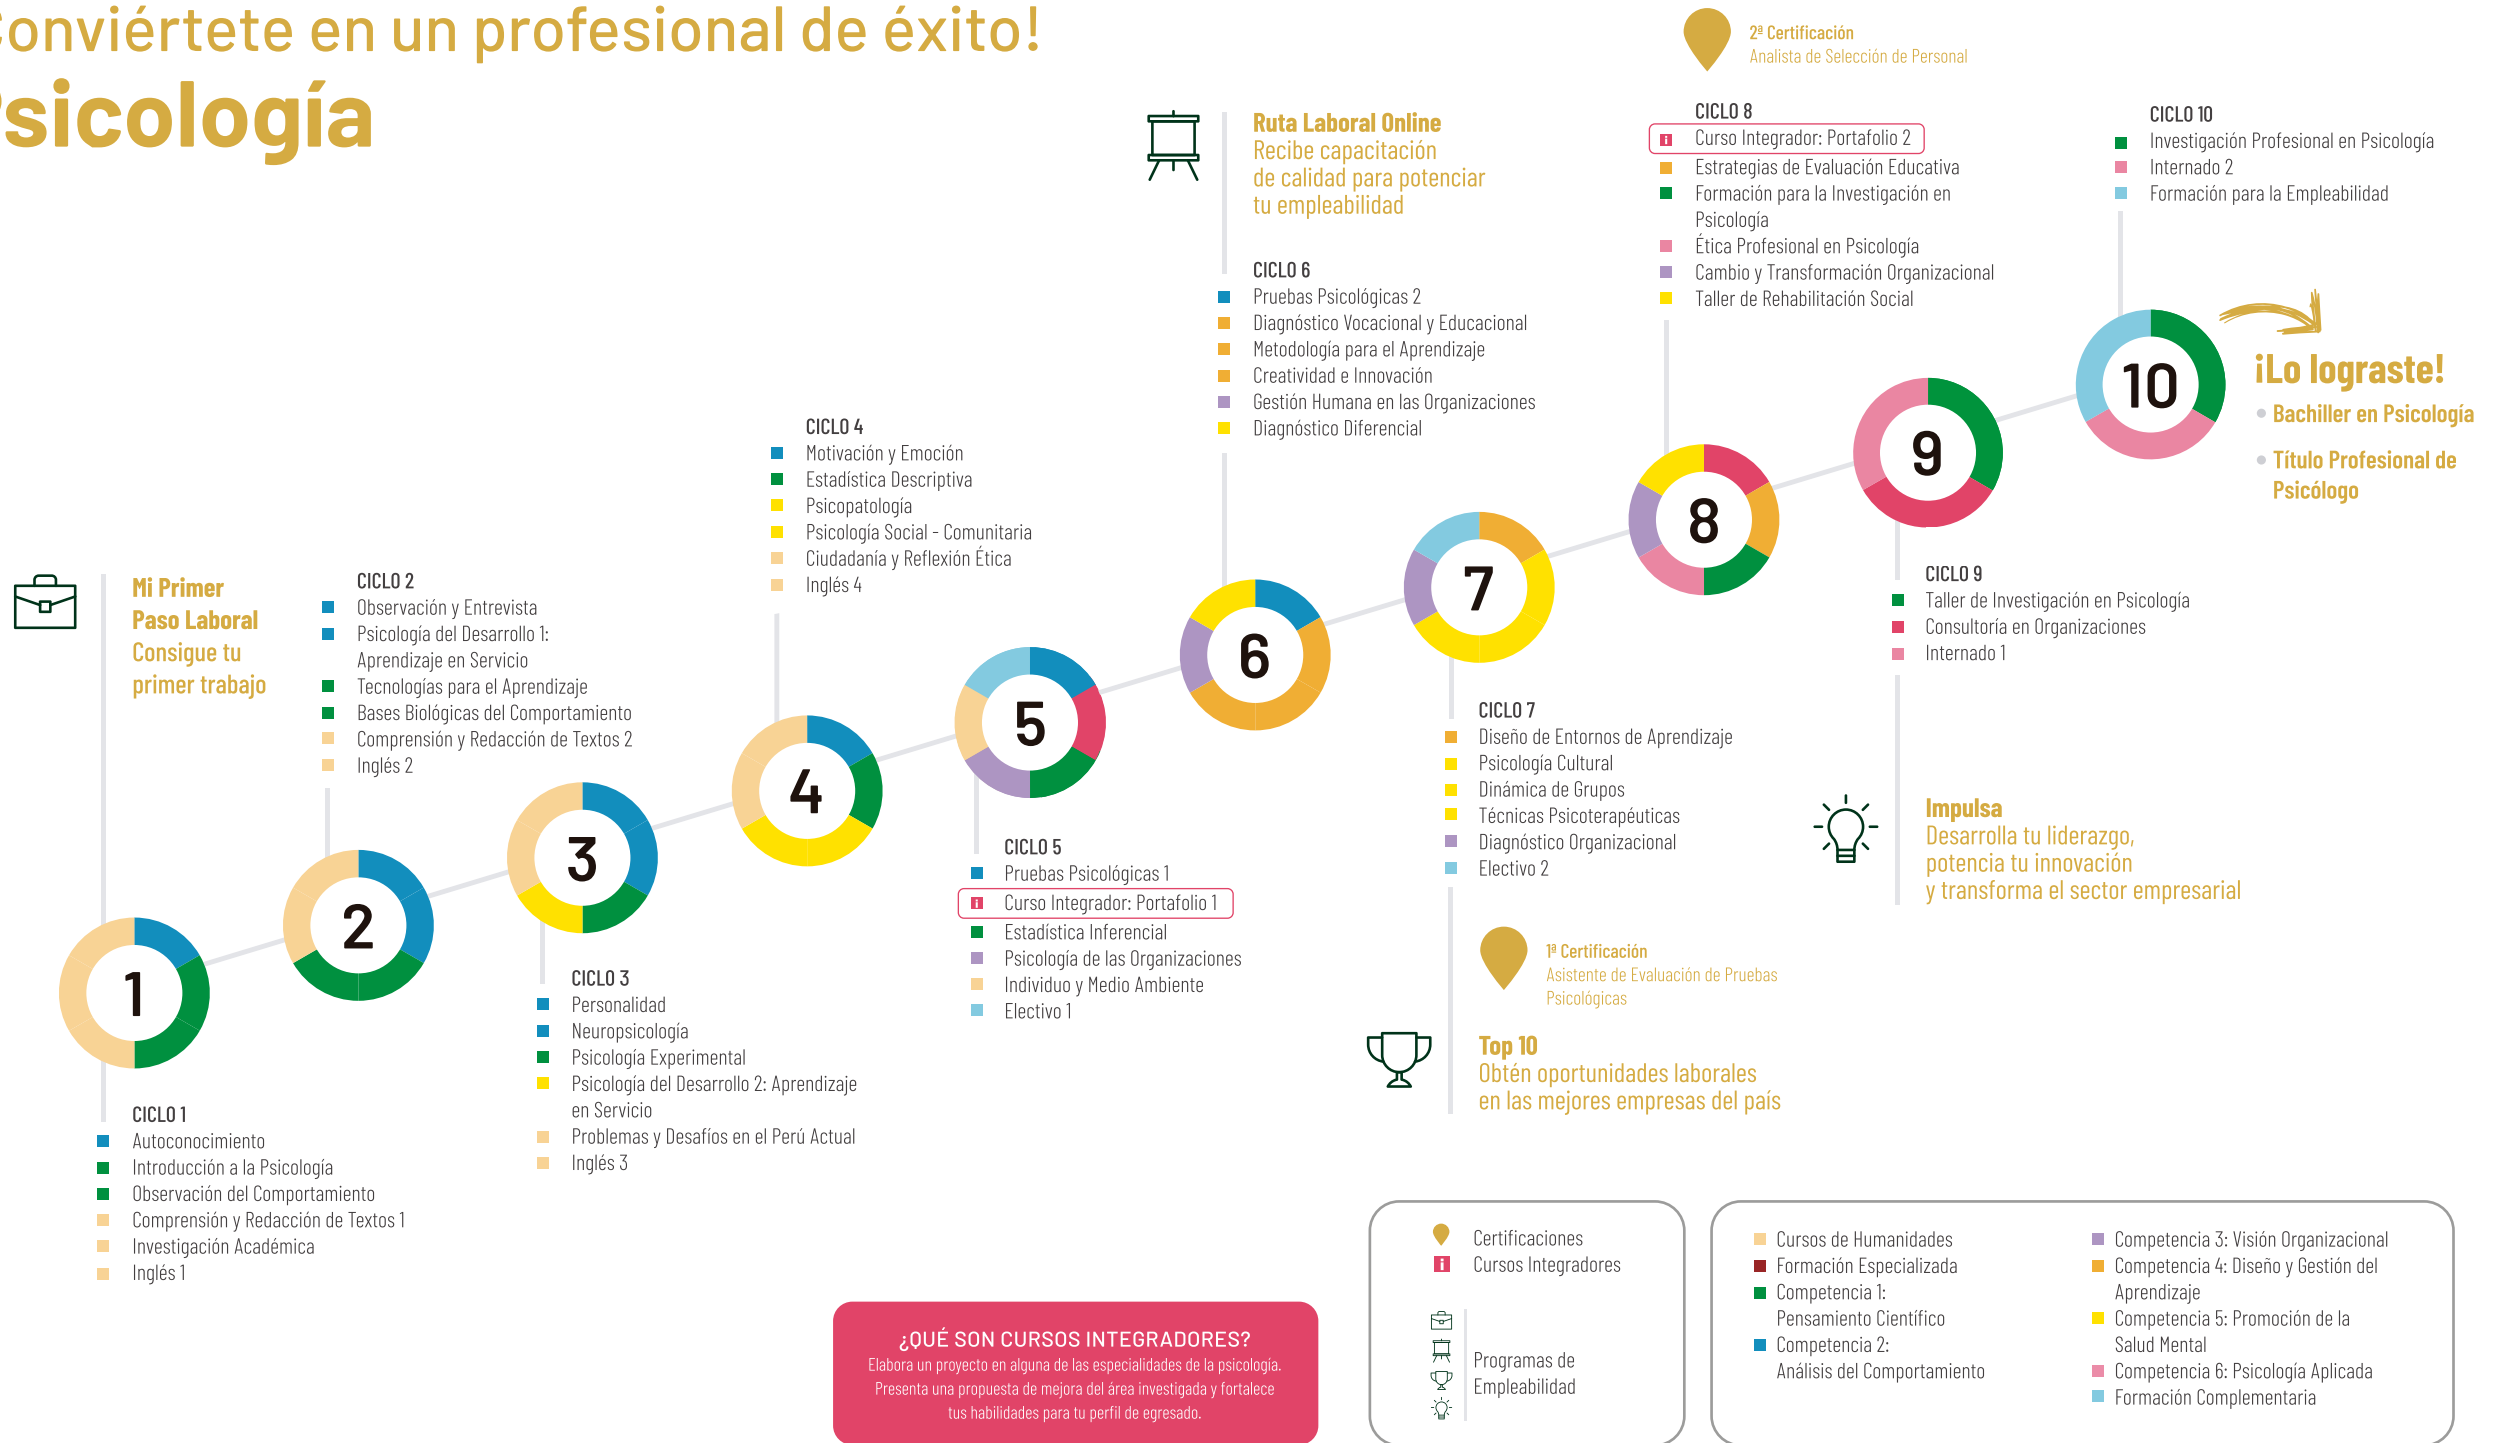 Conviértete en un profesional de éxito!
Psicología
2ª Certificación
Analista de Selección de Personal
Ruta Laboral Online
Recibe capacitación
de calidad para potenciar
tu empleabilidad
CICLO 8
i Curso Integrador: Portafolio 2
Estrategias de Evaluación Educativa
Formación para la Investigación en
Psicología
Ética Profesional en Psicología
Cambio y Transformación Organizacional
Taller de Rehabilitación Social
CICLO 10
Investigación Profesional en Psicología
Internado 2
Formación para la Empleabilidad
CICLO 6
Pruebas Psicológicas 2
Diagnóstico Vocacional y Educacional
Metodología para el Aprendizaje
Creatividad e Innovación
Gestión Humana en las Organizaciones
Diagnóstico Diferencial
10
¡Lo lograste!
Bachiller en Psicología
Título Profesional de
Psicólogo
CICLO 4
Motivación y Emoción
Estadística Descriptiva
Psicopatología
Psicología Social - Comunitaria
Ciudadanía y Reflexión Ética
Inglés 4
9
8
7
6
5
4
3
2
1
Mi Primer
Paso Laboral
Consigue tu
primer trabajo
CICLO 2
Observación y Entrevista
Psicología del Desarrollo 1:
Aprendizaje en Servicio
Tecnologías para el Aprendizaje
Bases Biológicas del Comportamiento
Comprensión y Redacción de Textos 2
Inglés 2
CICLO 9
Taller de Investigación en Psicología
Consultoría en Organizaciones
Internado 1
CICLO 7
Diseño de Entornos de Aprendizaje
Psicología Cultural
Dinámica de Grupos
Técnicas Psicoterapéuticas
Diagnóstico Organizacional
Electivo 2
Impulsa
Desarrolla tu liderazgo,
potencia tu innovación
y transforma el sector empresarial
CICLO 5
Pruebas Psicológicas 1
i Curso Integrador: Portafolio 1
Estadística Inferencial
Psicología de las Organizaciones
Individuo y Medio Ambiente
Electivo 1
1ª Certificación
Asistente de Evaluación de Pruebas
Psicológicas
Top 10
Obtén oportunidades laborales
en las mejores empresas del país
CICLO 3
Personalidad
Neuropsicología
Psicología Experimental
Psicología del Desarrollo 2: Aprendizaje
en Servicio
Problemas y Desafíos en el Perú Actual
Inglés 3
CICLO 1
Autoconocimiento
Introducción a la Psicología
Observación del Comportamiento
Comprensión y Redacción de Textos 1
Investigación Académica
Inglés 1
¿QUÉ SON CURSOS INTEGRADORES?
Elabora un proyecto en alguna de las especialidades de la psicología.
Presenta una propuesta de mejora del área investigada y fortalece
tus habilidades para tu perfil de egresado.
Certificaciones
i Cursos Integradores
Programas de
Empleabilidad
Cursos de Humanidades
Formación Especializada
Competencia 1:
Pensamiento Científico
Competencia 2:
Análisis del Comportamiento
Competencia 3: Visión Organizacional
Competencia 4: Diseño y Gestión del
Aprendizaje
Competencia 5: Promoción de la
Salud Mental
Competencia 6: Psicología Aplicada
Formación Complementaria